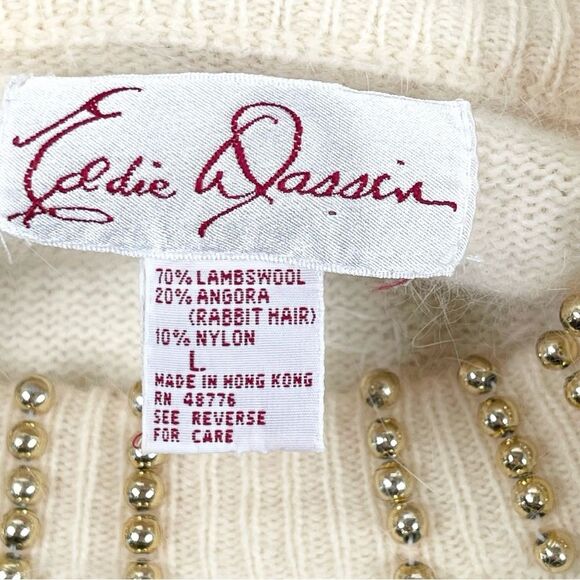 Eddie Wassin
70% LAMBSWOOL
20% ANGORA
(RABBIT HAIR)
10% NYLON
L
MADE IN HONG KONG
RN 48776
SEE REVERSE
FOR CARE